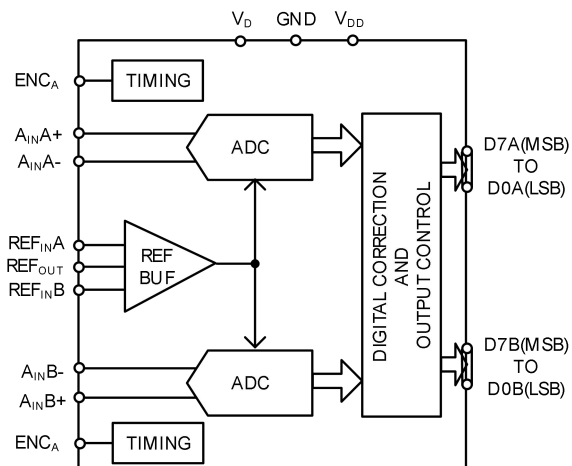 V_D GND V_DD
ENC_A
TIMING
A_INA+
A_INA-
ADC
REF_INA
REF_OUT
REF_INB
REF
BUF
DIGITAL CORRECTION
AND
OUTPUT CONTROL
D7A(MSB)
TO
D0A(LSB)
D7B(MSB)
TO
D0B(LSB)
A_INB-
A_INB+
ADC
ENC_A
TIMING